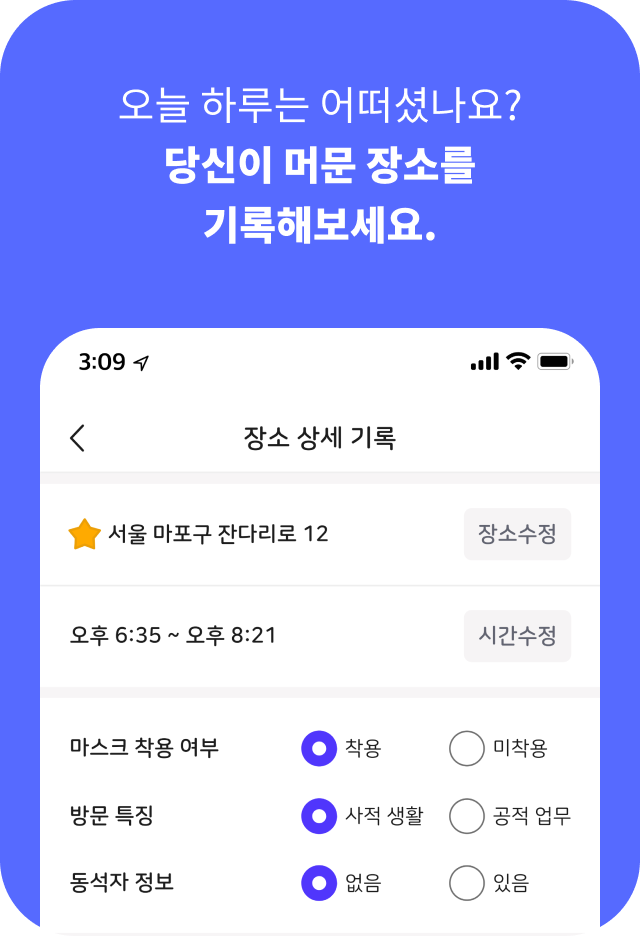 오늘 하루는 어떠셨나요?
당신이 머문 장소를
기록해보세요.
3:09
장소 상세 기록
서울 마포구 잔다리로 12 장소수정
오후 6:35 ~ 오후 8:21 시간수정
마스크 착용 여부 착용 미착용
방문 특징 사적 생활 공적 업무
동석자 정보 없음 있음